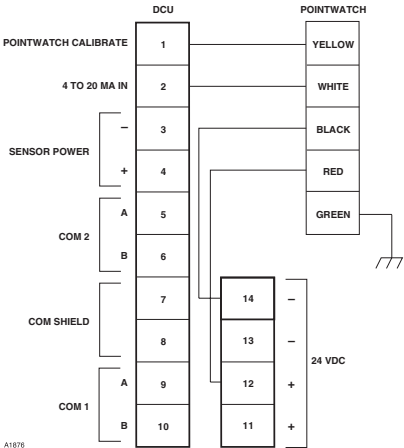 DCU POINTWATCH
POINTWATCH CALIBRATE 1 YELLOW
4 TO 20 MA IN 2 WHITE
– 3 BLACK
SENSOR POWER
+ 4 RED
A 5 GREEN
COM 2
B 6
7 14 –
COM SHIELD
8 13 –
24 VDC
A 9 12 +
COM 1
B 10 11 +
A1876